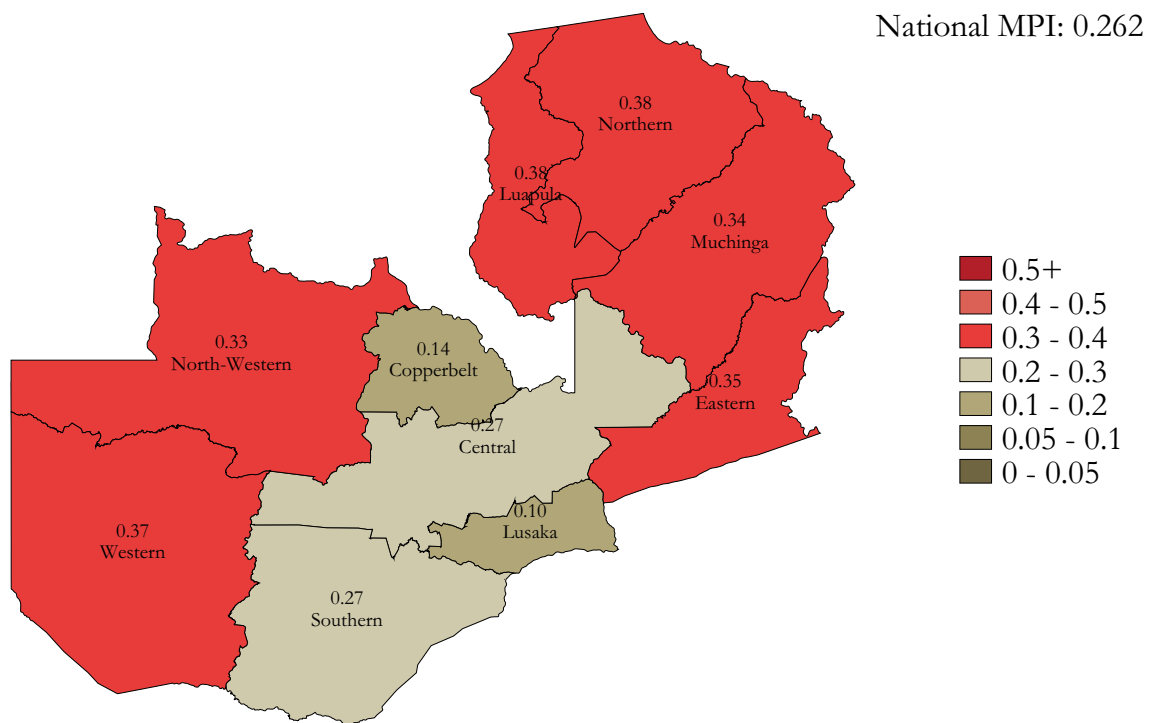 National MPI: 0.262
0.38
Northern
0.38
Luapula
0.34
Muchinga
0.33
North-Western
0.14
Copperbelt
0.35
Eastern
0.27
Central
0.10
Lusaka
0.37
Western
0.27
Southern
0.5+
0.4 - 0.5
0.3 - 0.4
0.2 - 0.3
0.1 - 0.2
0.05 - 0.1
0 - 0.05